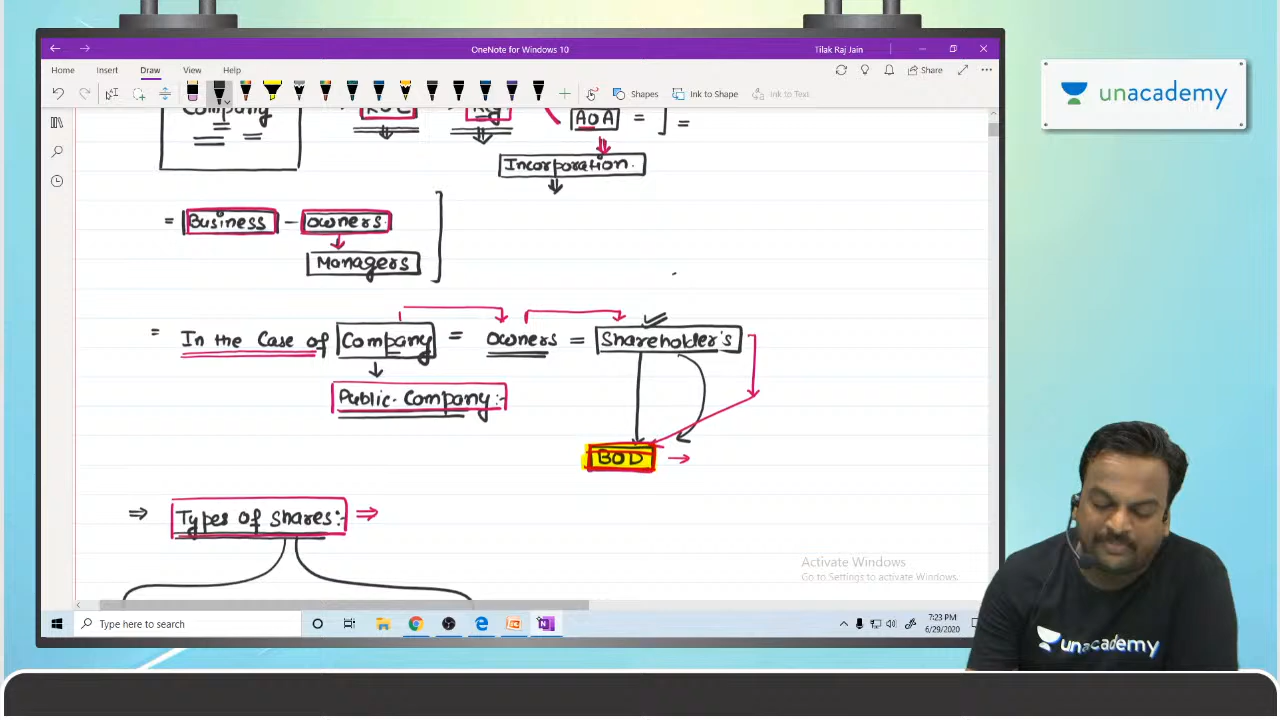 OneNote for Windows 10
Tilak Raj Jain
Home Insert Draw View Help
Share
Shapes
Ink to Shape
Ink to Text
unacademy
Company
AOA =
=
Incorporation.
= Business - owners.
Managers
= In the Case of Company = owners = Shareholder's
Public Company:-
BOD →
⇒ Types of shares:- ⇒
Activate Windows
Go to Settings to activate Windows.
Type here to search
7:23 PM
6/29/2020
unacademy